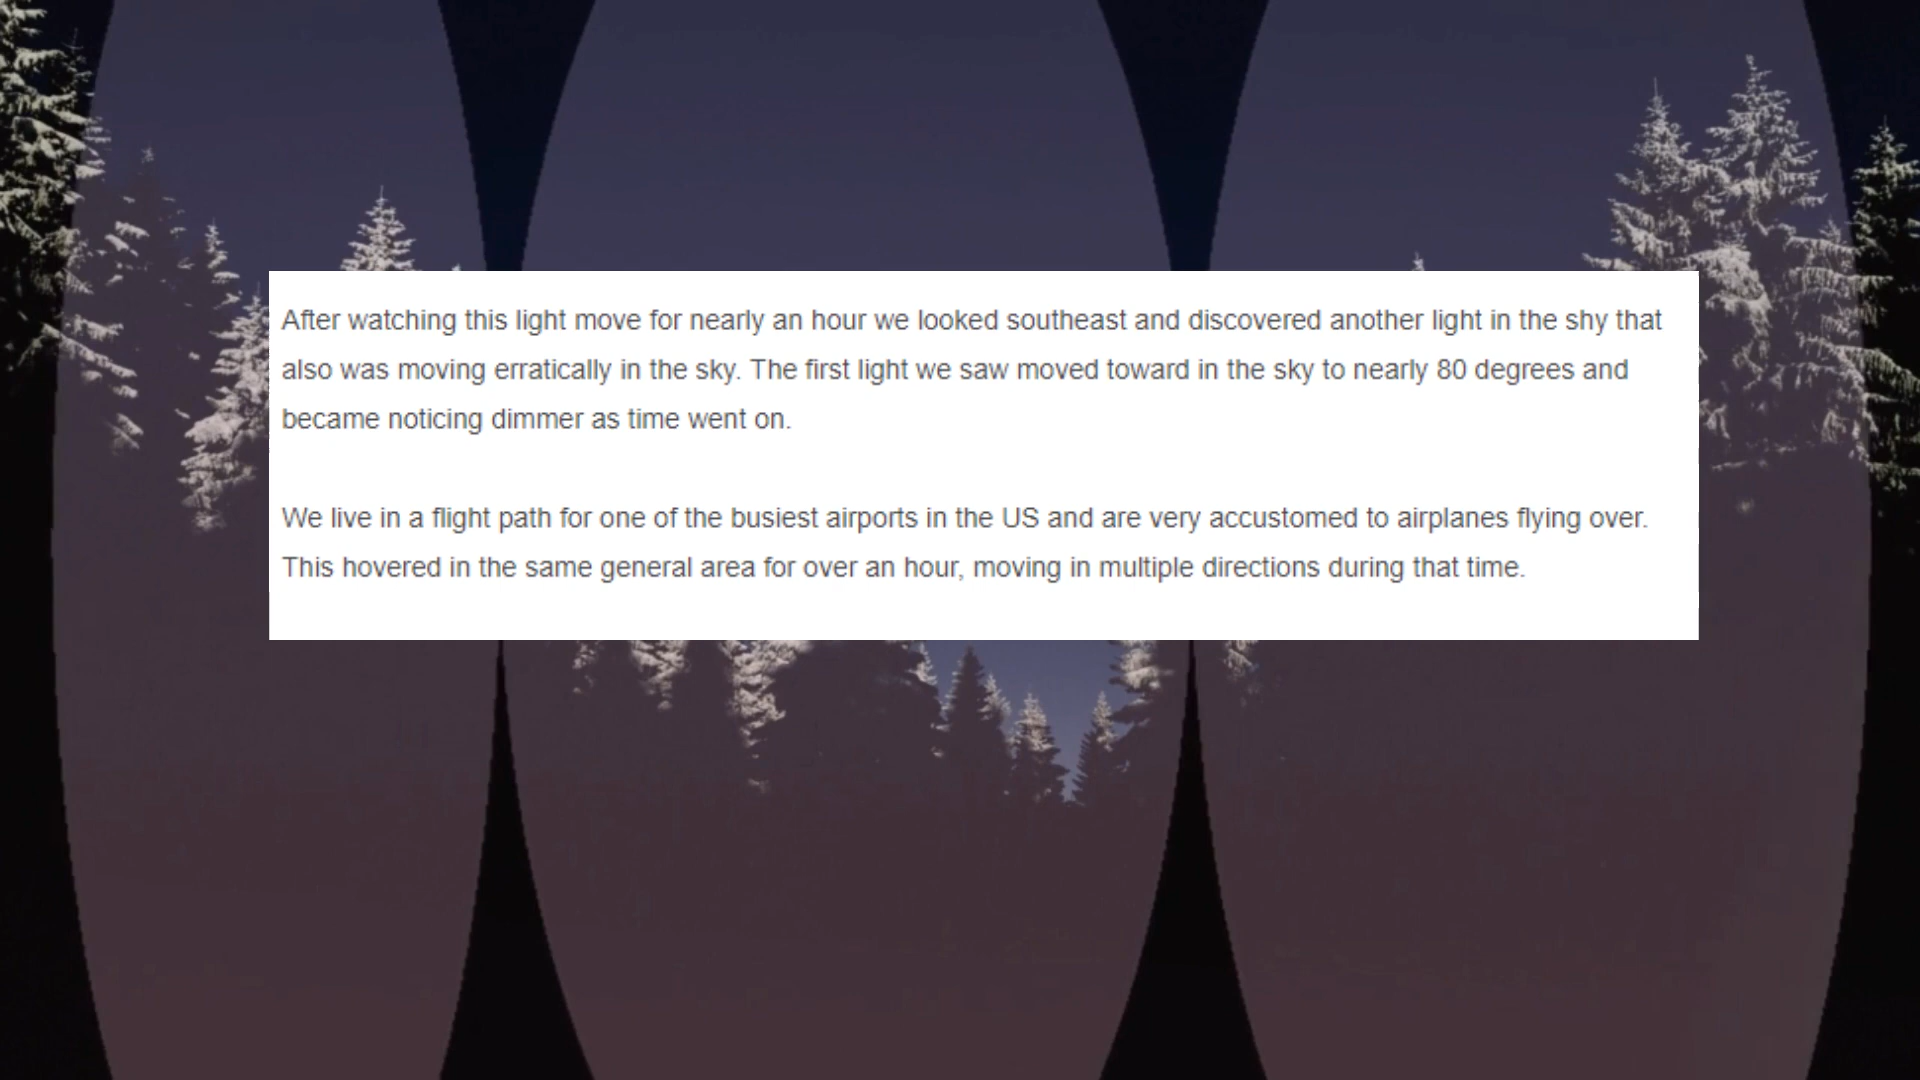 After watching this light move for nearly an hour we looked southeast and discovered another light in the shy that
also was moving erratically in the sky. The first light we saw moved toward in the sky to nearly 80 degrees and
became noticing dimmer as time went on.
We live in a flight path for one of the busiest airports in the US and are very accustomed to airplanes flying over.
This hovered in the same general area for over an hour, moving in multiple directions during that time.